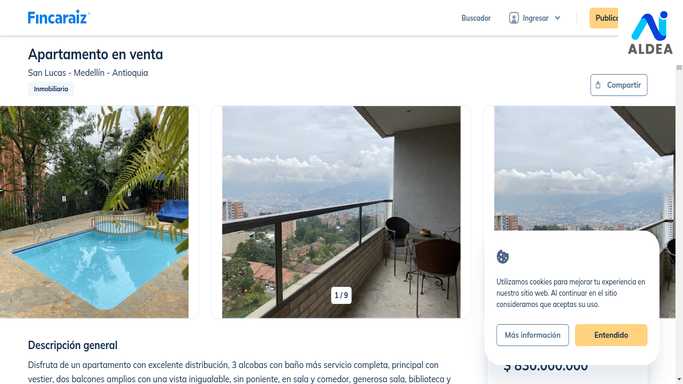 Fincaraíz
Buscador
Ingresar
Publica
ALDEA
Apartamento en venta
San Lucas - Medellín - Antioquia
Inmobiliario
Compartir
1 / 9
Utilizamos cookies para mejorar tu experiencia en
nuestro sitio web. Al continuar en el sitio
consideramos que aceptas su uso.
Más información
Entendido
Descripción general
$ 830.000.000
Disfruta de un apartamento con excelente distribución, 3 alcobas con baño más servicio completa, principal con
vestier, dos balcones amplios con una vista inigualable, sin poniente, en sala y comedor, generosa sala, biblioteca y